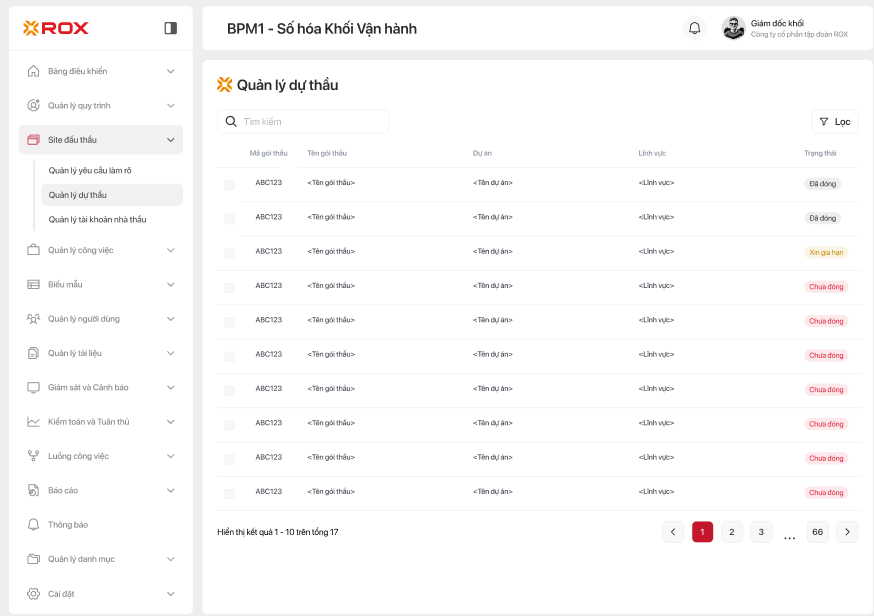 ROX
BPM1 - Số hóa Khối Vận hành
Giám dốc khối
Công ty cổ phần tập đoàn ROX
Bảng điều khiển
Quản lý quy trình
Site đấu thầu
Quản lý yêu cầu làm rõ
Quản lý dự thầu
Quản lý tài khoản nhà thầu
Quản lý công việc
Biểu mẫu
Quản lý người dùng
Quản lý tài liệu
Giám sát và Cảnh báo
Kiểm toán và Tuân thủ
Luồng công việc
Báo cáo
Thông báo
Quản lý danh mục
Cài đặt
Quản lý dự thầu
Tìm kiếm
Lọc
Mã gói thầu Tên gói thầu Dự án Lĩnh vực Trạng thái
ABC123 <Tên gói thầu> <Tên dự án> <Lĩnh vực> Đã đóng
ABC123 <Tên gói thầu> <Tên dự án> <Lĩnh vực> Đã đóng
ABC123 <Tên gói thầu> <Tên dự án> <Lĩnh vực> Xin gia hạn
ABC123 <Tên gói thầu> <Tên dự án> <Lĩnh vực> Chưa đóng
ABC123 <Tên gói thầu> <Tên dự án> <Lĩnh vực> Chưa đóng
ABC123 <Tên gói thầu> <Tên dự án> <Lĩnh vực> Chưa đóng
ABC123 <Tên gói thầu> <Tên dự án> <Lĩnh vực> Chưa đóng
ABC123 <Tên gói thầu> <Tên dự án> <Lĩnh vực> Chưa đóng
ABC123 <Tên gói thầu> <Tên dự án> <Lĩnh vực> Chưa đóng
ABC123 <Tên gói thầu> <Tên dự án> <Lĩnh vực> Chưa đóng
Hiển thị kết quả 1 - 10 trên tổng 17
1 2 3 ... 66